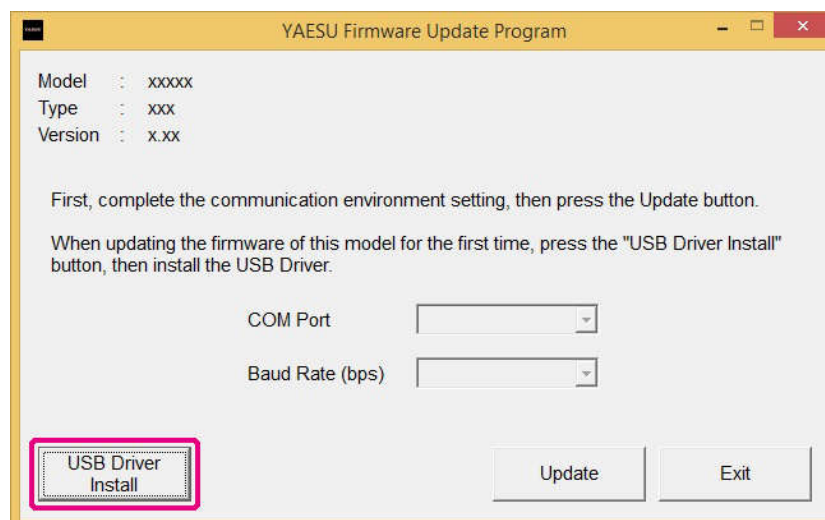 YAESU Firmware Update Program
Model : xxxxx
Type : xxx
Version : x.xx
First, complete the communication environment setting, then press the Update button.
When updating the firmware of this model for the first time, press the "USB Driver Install"
button, then install the USB Driver.
COM Port
Baud Rate (bps)
USB Driver
Install
Update
Exit